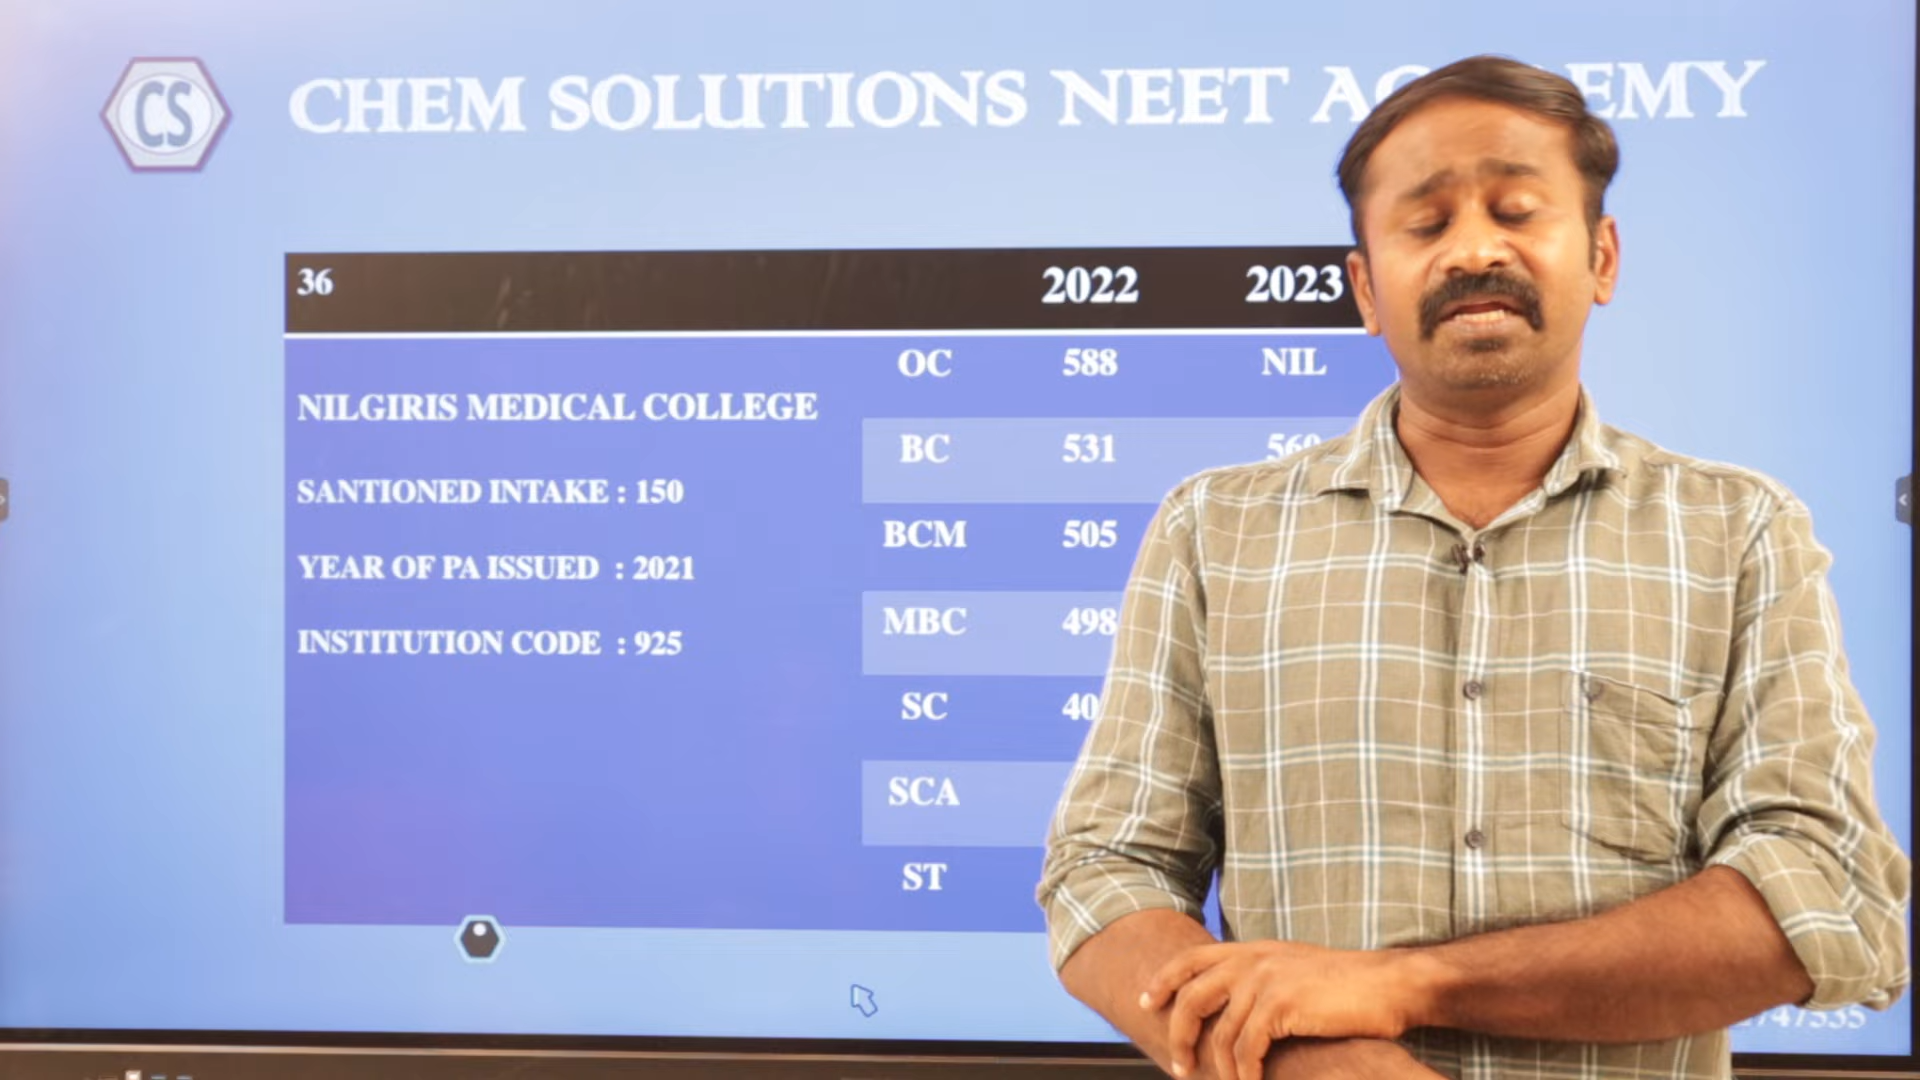 CS
CHEM SOLUTIONS NEET
36 2022 2023
OC 588 NIL
NILGIRIS MEDICAL COLLEGE
BC 531
SANTIONED INTAKE : 150
BCM 505
YEAR OF PA ISSUED : 2021
MBC 498
INSTITUTION CODE : 925
SC
SCA
ST